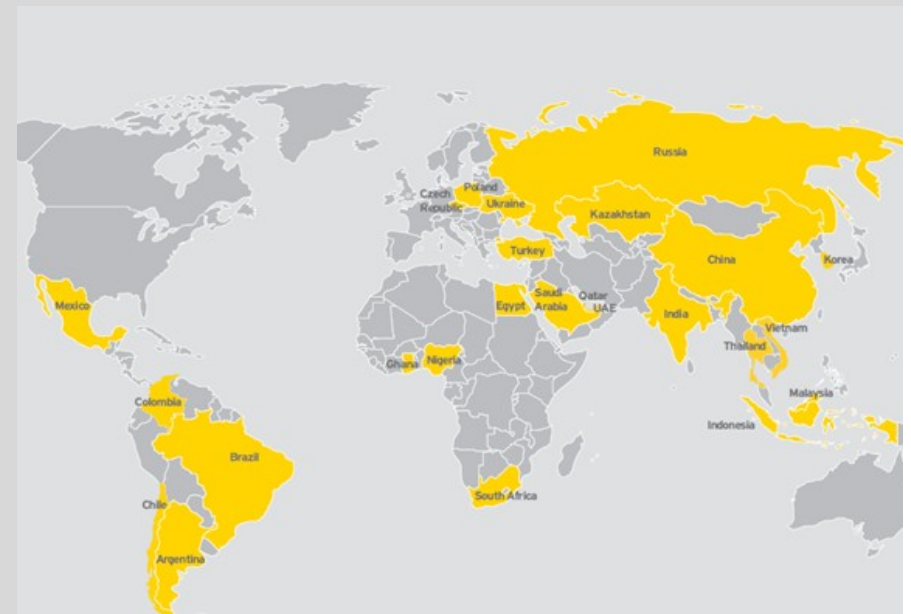 Russia
Poland
Czech
Republic
Ukraine
Kazakhstan
Turkey
China
Korea
Mexico
Egypt
Saudi
Arabia
Qatar
UAE
India
Vietnam
Thailand
Ghana
Nigeria
Malaysia
Colombia
Indonesia
Brazil
South Africa
Chile
Argentina